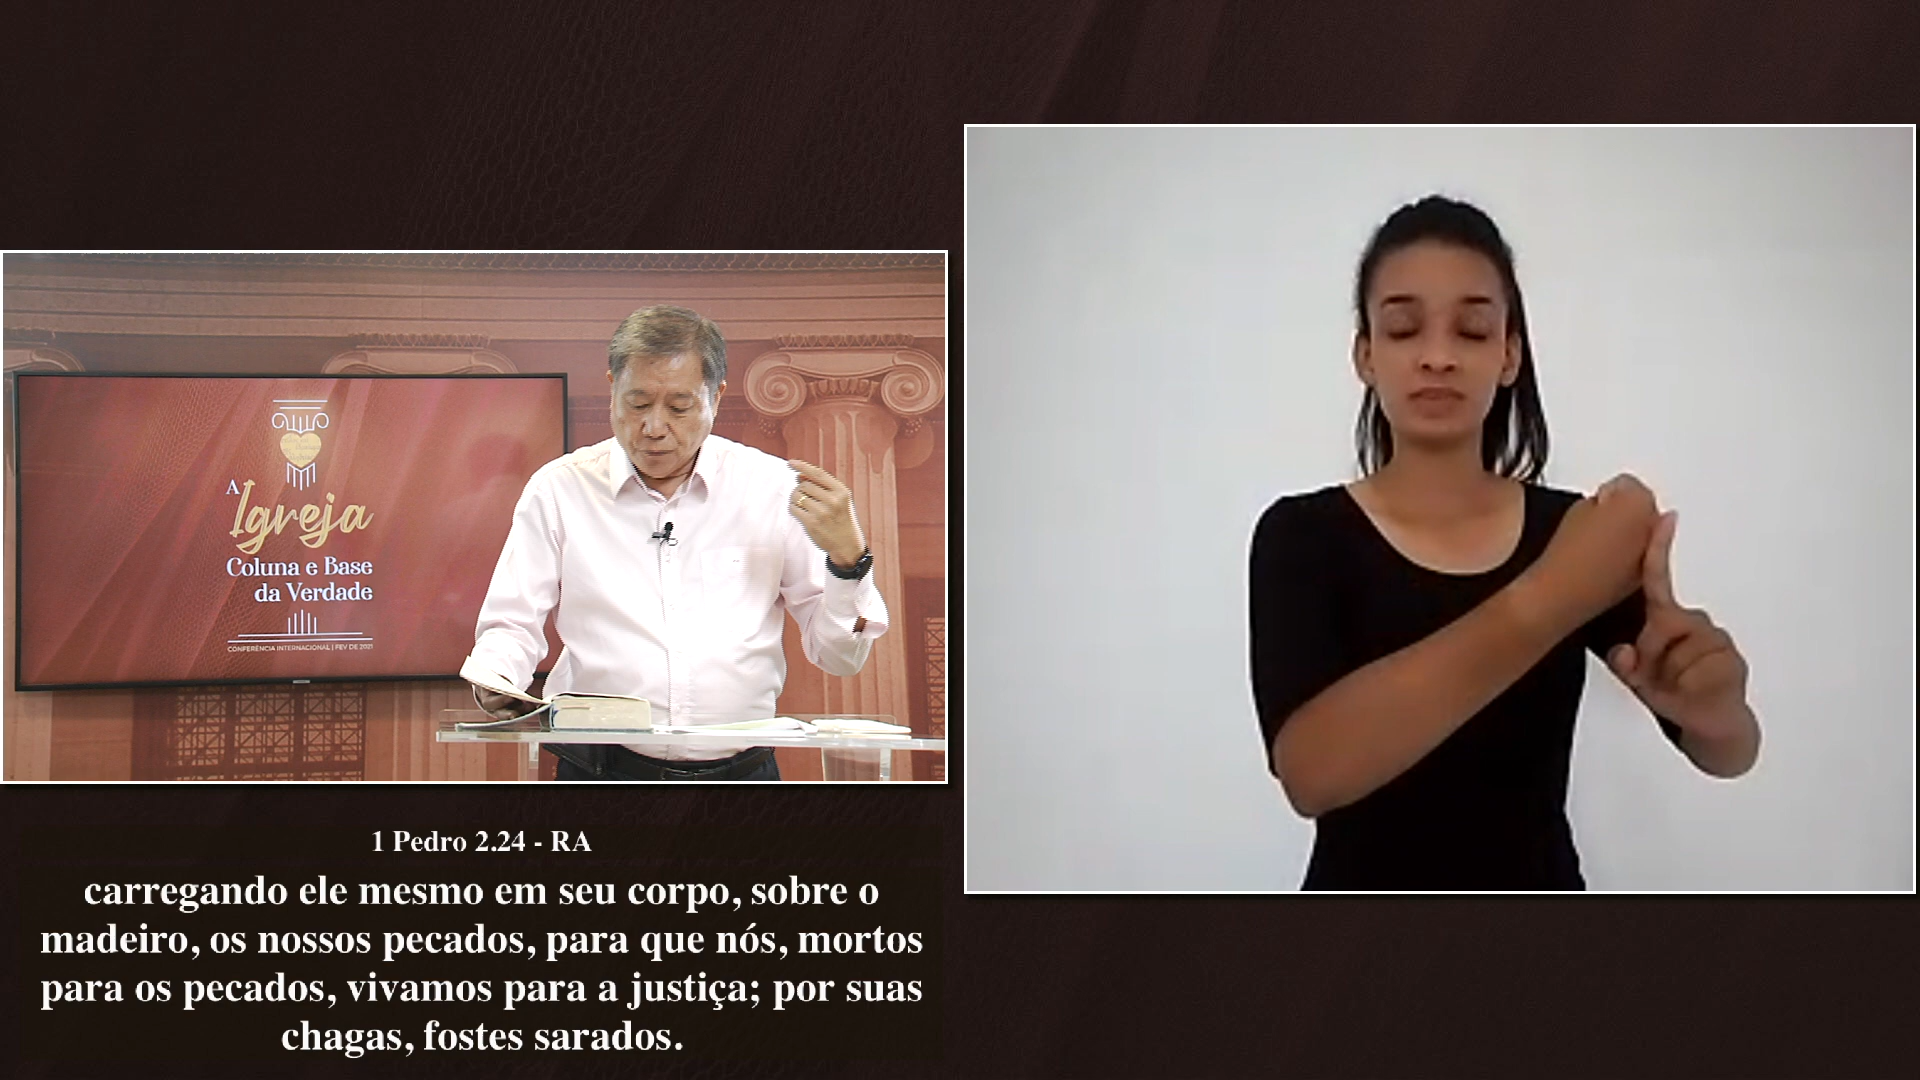 A
Igreja
Coluna e Base
da Verdade
CONFERÊNCIA INTERNACIONAL | FEV DE 2021
1 Pedro 2.24 - RA
carregando ele mesmo em seu corpo, sobre o
madeiro, os nossos pecados, para que nós, mortos
para os pecados, vivamos para a justiça; por suas
chagas, fostes sarados.